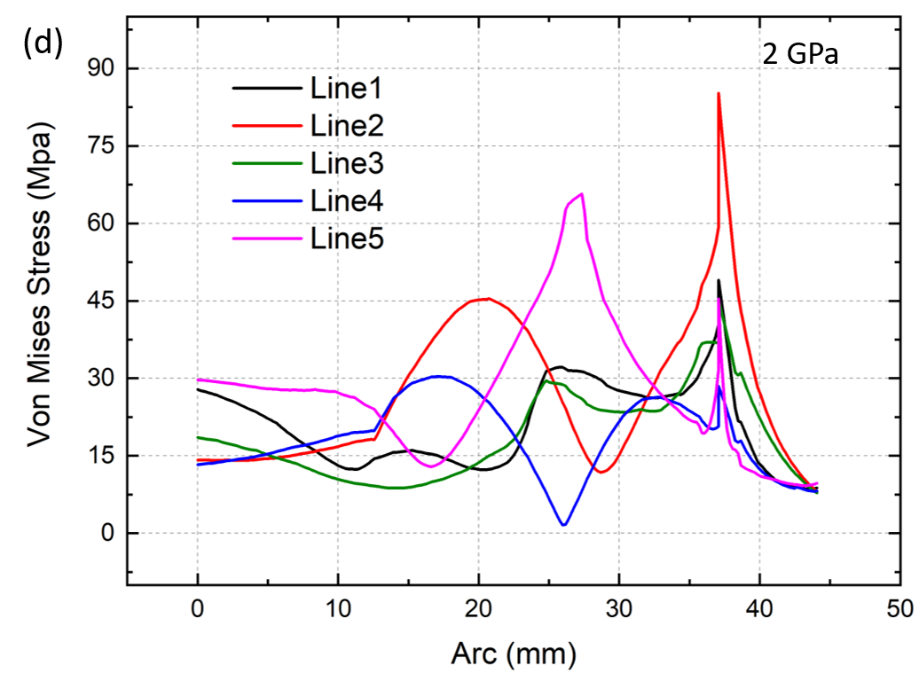 (d)
2 GPa
Line1
Line2
Line3
Line4
Line5
Von Mises Stress (Mpa)
90
75
60
45
30
15
0
0 10 20 30 40 50
Arc (mm)